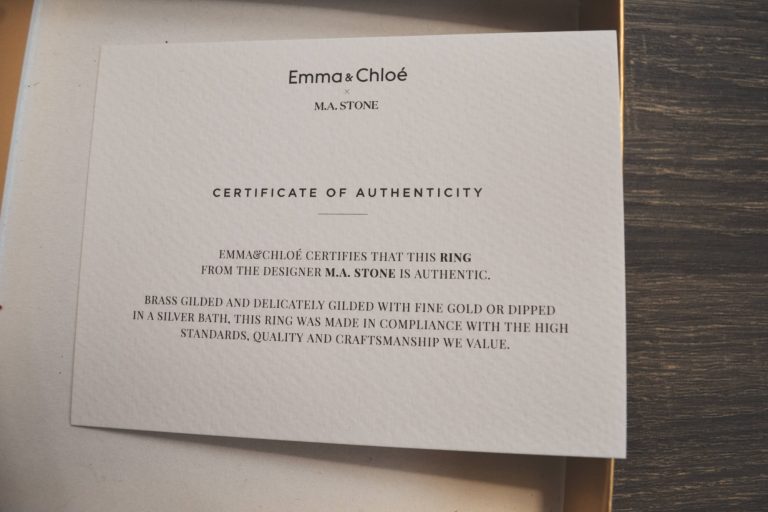 Emma & Chloé
×
M.A. STONE
CERTIFICATE OF AUTHENTICITY
EMMA&CHLOÉ CERTIFIES THAT THIS RING
FROM THE DESIGNER M.A. STONE IS AUTHENTIC.
BRASS GILDED AND DELICATELY GILDED WITH FINE GOLD OR DIPPED
IN A SILVER BATH, THIS RING WAS MADE IN COMPLIANCE WITH THE HIGH
STANDARDS, QUALITY AND CRAFTSMANSHIP WE VALUE.